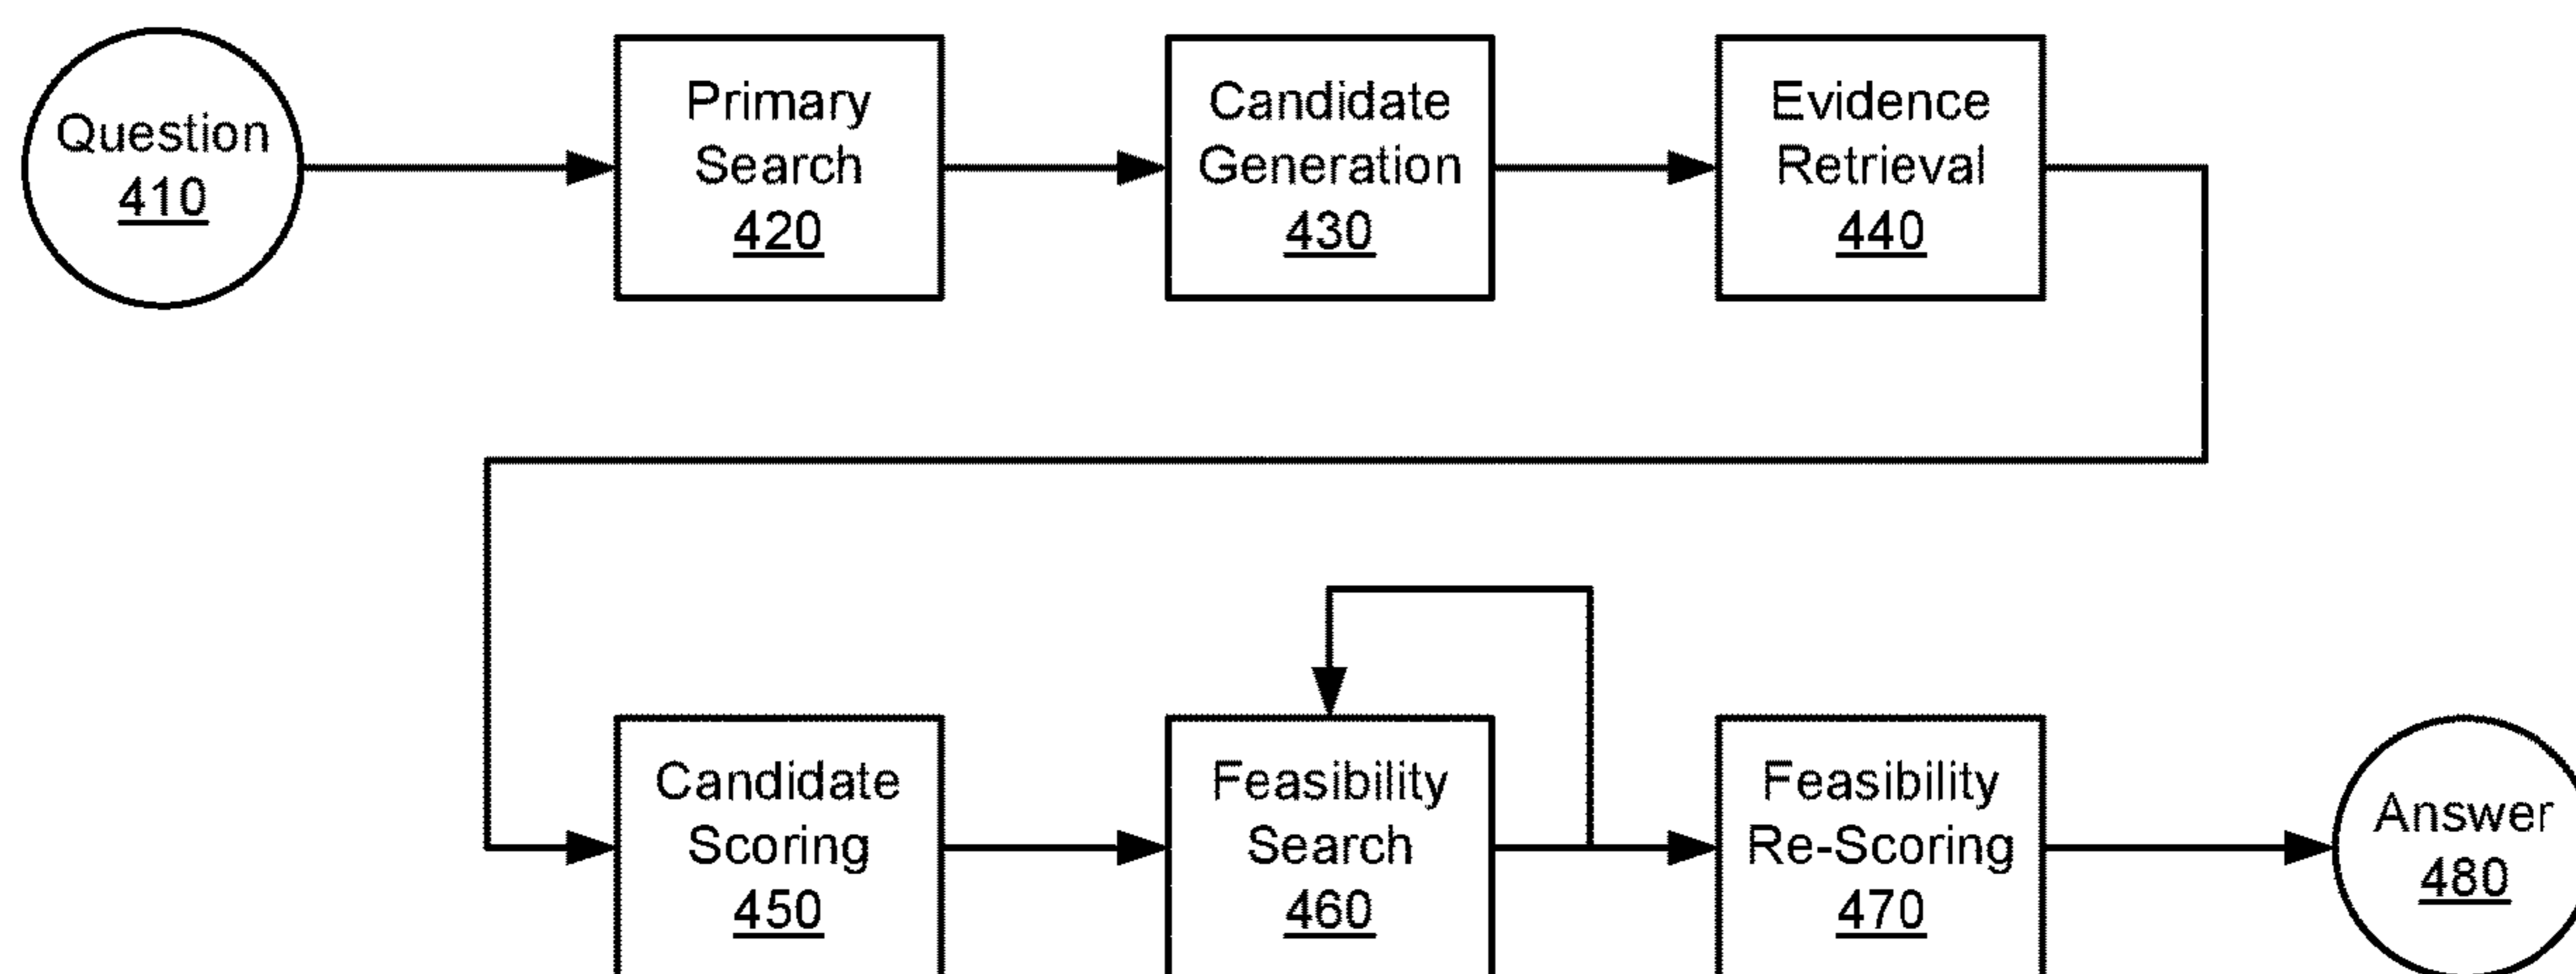 Question
410
Primary
Search
420
Candidate
Generation
430
Evidence
Retrieval
440
Candidate
Scoring
450
Feasibility
Search
460
Feasibility
Re-Scoring
470
Answer
480